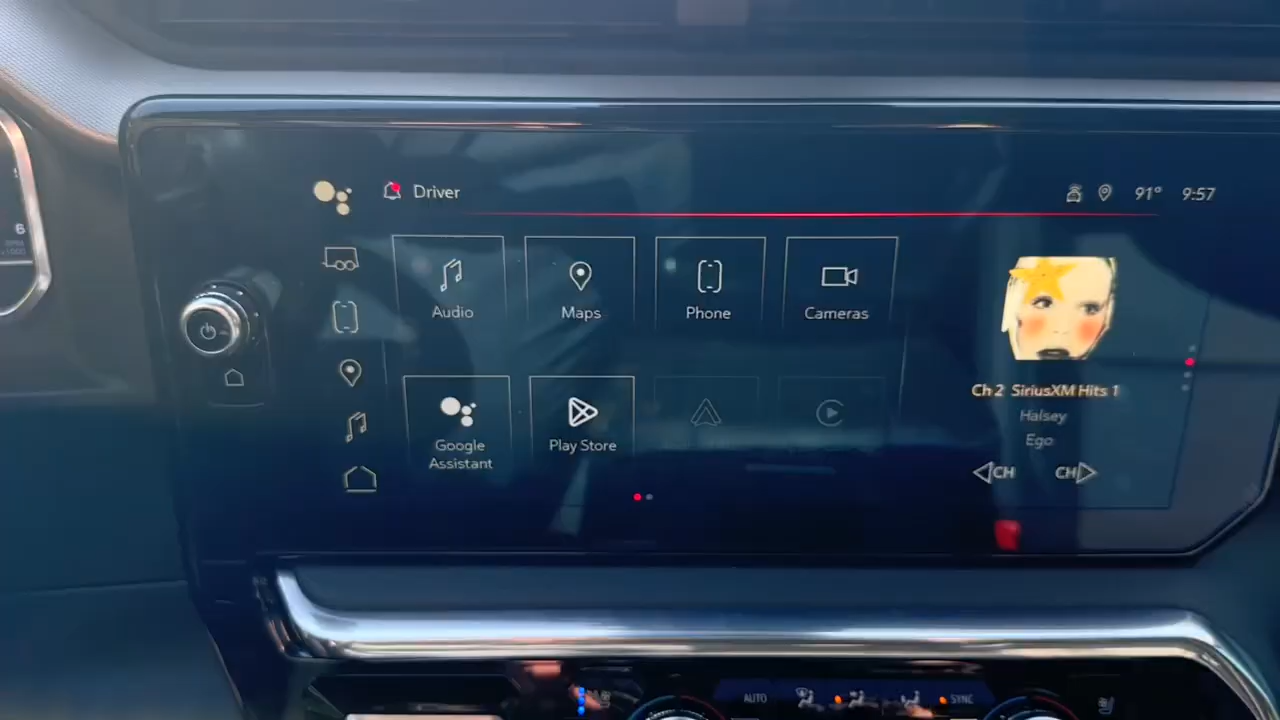 Driver
91° 9:57
Audio
Maps
Phone
Cameras
Google
Assistant
Play Store
Ch 2 SiriusXM Hits 1
Halsey
Ego
CH
CH
6
AUTO
SYNC